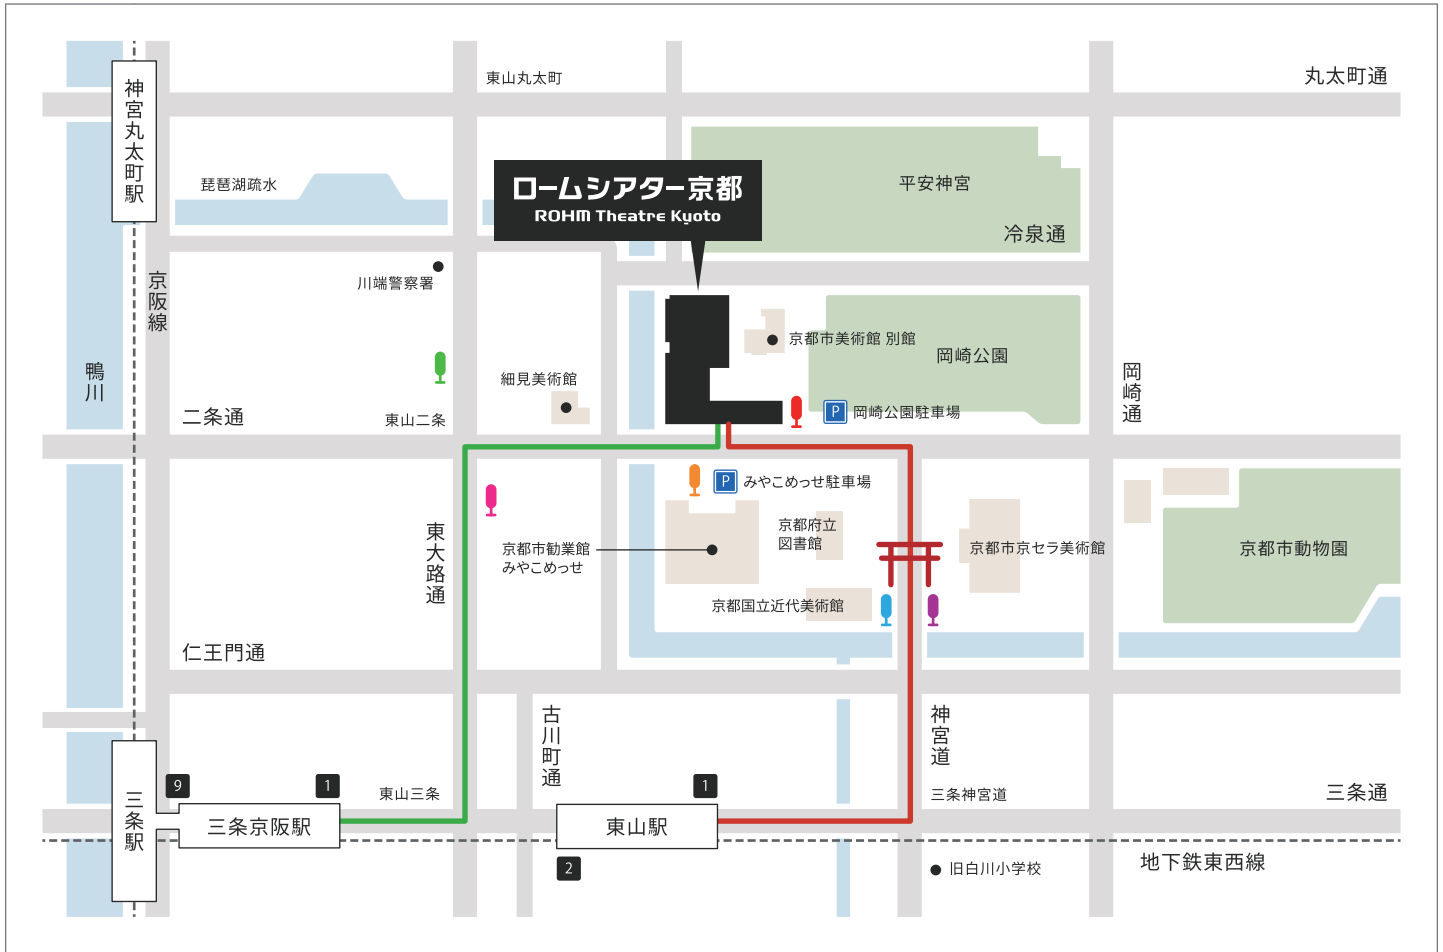 東山丸太町
丸太町通
神宮丸太町駅
琵琶湖疏水
ロームシアター京都
ROHM Theatre Kyoto
平安神宮
冷泉通
京阪線
川端警察署
鴨川
京都市美術館 別館
岡崎公園
岡崎通
細見美術館
二条通
東山二条
P
岡崎公園駐車場
P
みやこめっせ駐車場
東大路通
京都市勧業館
みやこめっせ
京都府立
図書館
京都市京セラ美術館
京都市動物園
京都国立近代美術館
仁王門通
古川町通
神宮道
三条駅
9
1
東山三条
1
三条神宮道
三条通
三条京阪駅
東山駅
2
地下鉄東西線
旧白川小学校